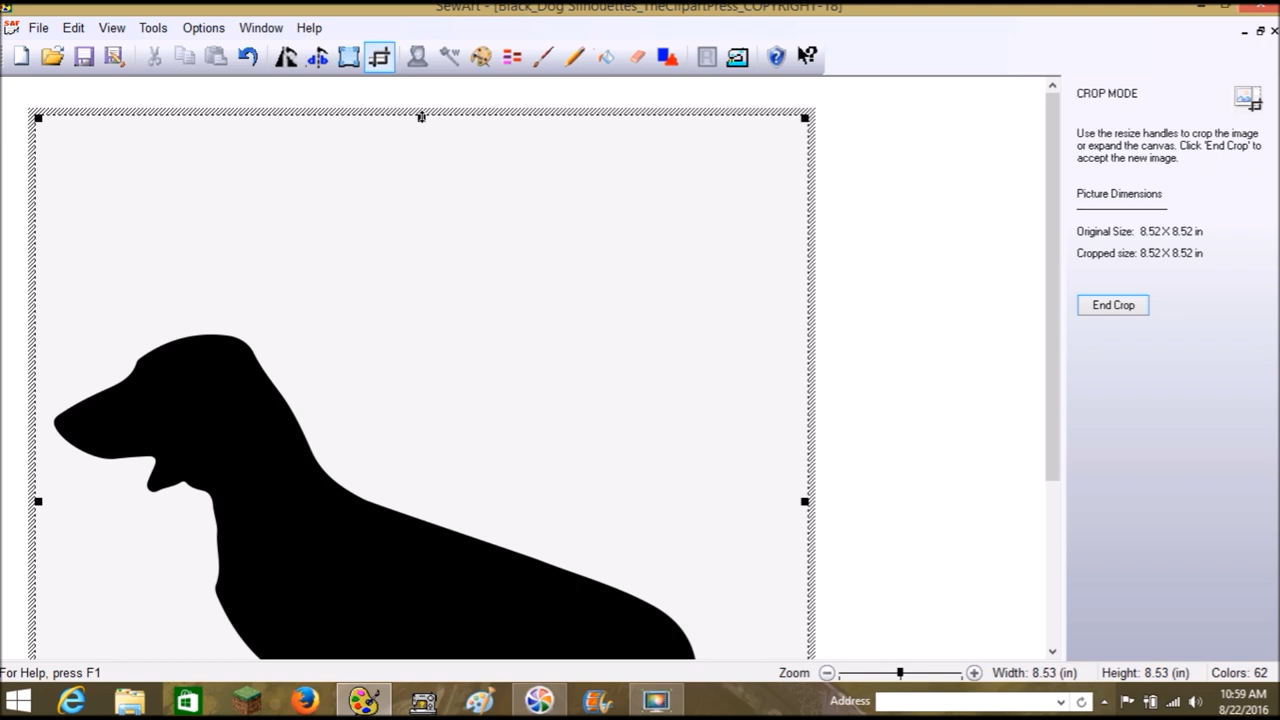 SewArt - [Black_Dog Silhouettes_TheClipartPress_COPYRIGHT-18]
SAF File Edit View Tools Options Window Help
CROP MODE
Use the resize handles to crop the image
or expand the canvas. Click 'End Crop' to
accept the new image.
Picture Dimensions
Original Size: 8.52 X 8.52 in
Cropped size: 8.52 X 8.52 in
End Crop
For Help, press F1
Zoom
Width: 8.53 (in) Height: 8.53 (in) Colors: 62
Address
10:59 AM
8/22/2016